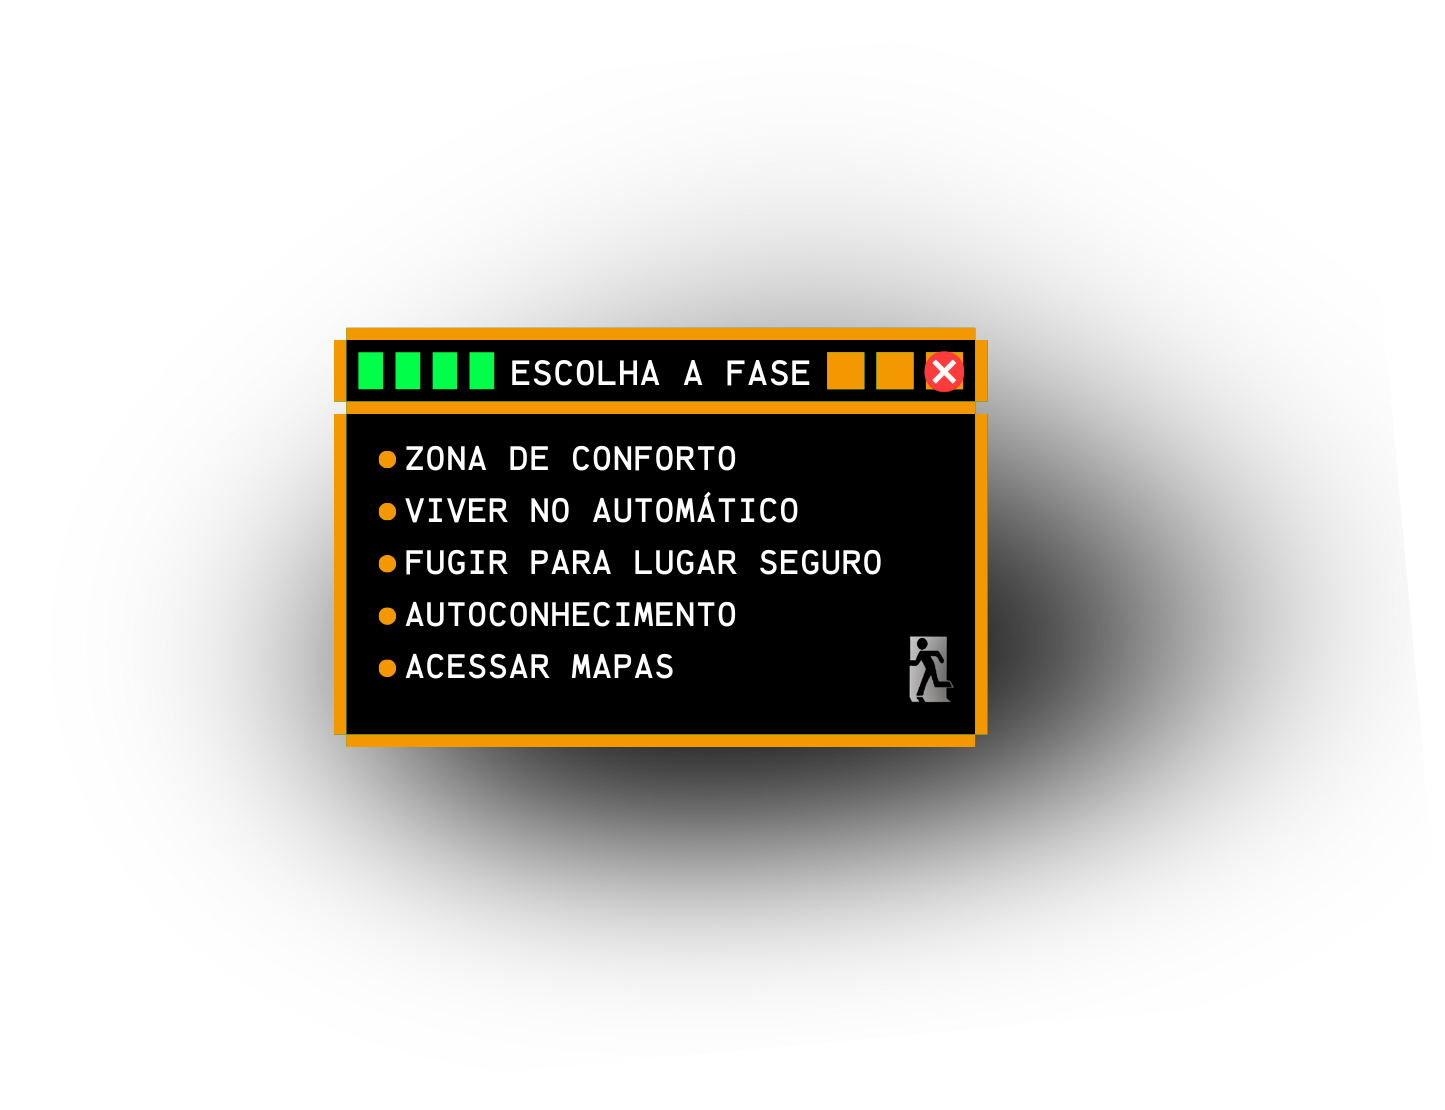 ESCOLHA A FASE
ZONA DE CONFORTO
VIVER NO AUTOMÁTICO
FUGIR PARA LUGAR SEGURO
AUTOCONHECIMENTO
ACESSAR MAPAS